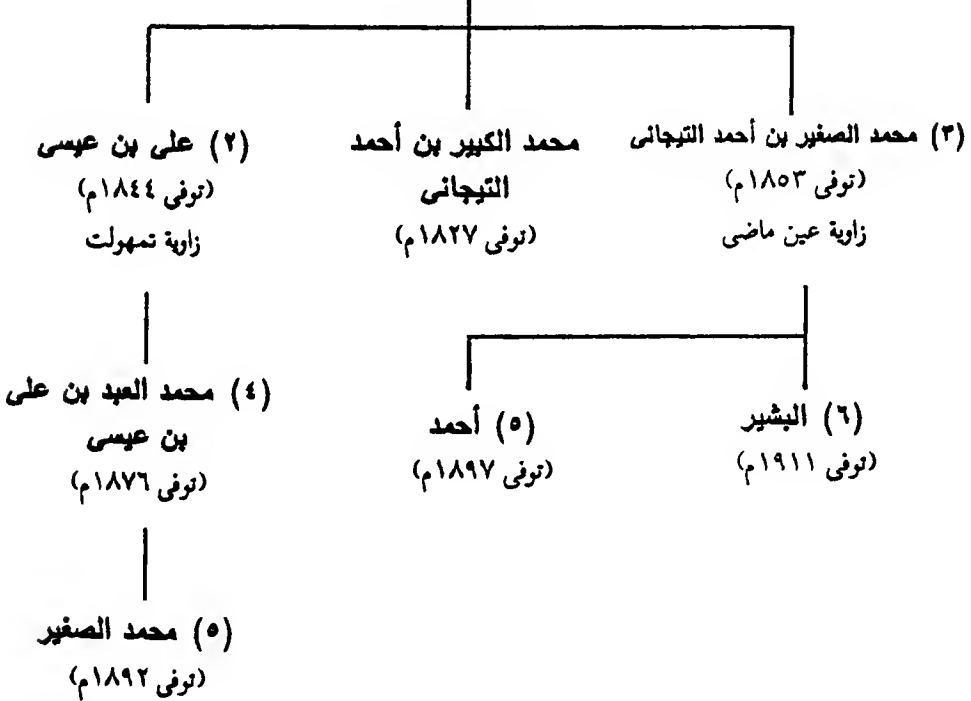 (٣) محمد الصغير بن أحمد التيجانى
(توفى ١٨٥٣م)
زاوية عين ماضى
محمد الكبير بن أحمد
التيجانى
(توفى ١٨٢٧م)
(٢) على بن عيسى
(توفى ١٨٤٤م)
زاوية تمهولت
(٦) البشير
(توفى ١٩١١م)
(٥) أحمد
(توفى ١٨٩٧م)
(٤) محمد العبد بن على
بن عيسى
(توفى ١٨٧٦م)
(٥) محمد الصغير
(توفى ١٨٩٢م)